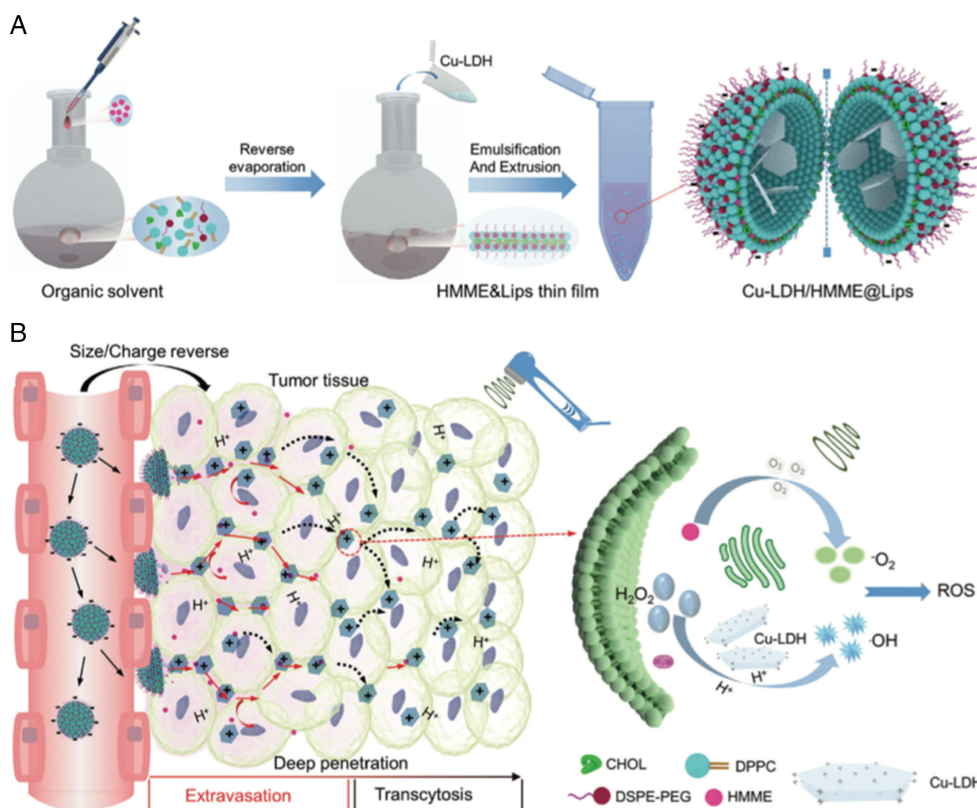 A
Cu-LDH
Reverse
evaporation
Emulsification
And Extrusion
Organic solvent
HMME&Lips thin film
Cu-LDH/HMME@Lips
B
Size/Charge reverse
Tumor tissue
H⁺
H⁺
H⁺
H⁺
H⁺
H⁺
H⁺
H⁺
H⁺
H⁺
Deep penetration
Extravasation
Transcytosis
O₂
O₂
O₂
O₂
·O₂
H₂O₂
Cu-LDH
ROS
·OH
H⁺
H⁺
CHOL
DPPC
DSPE-PEG
HMME
Cu-LDH